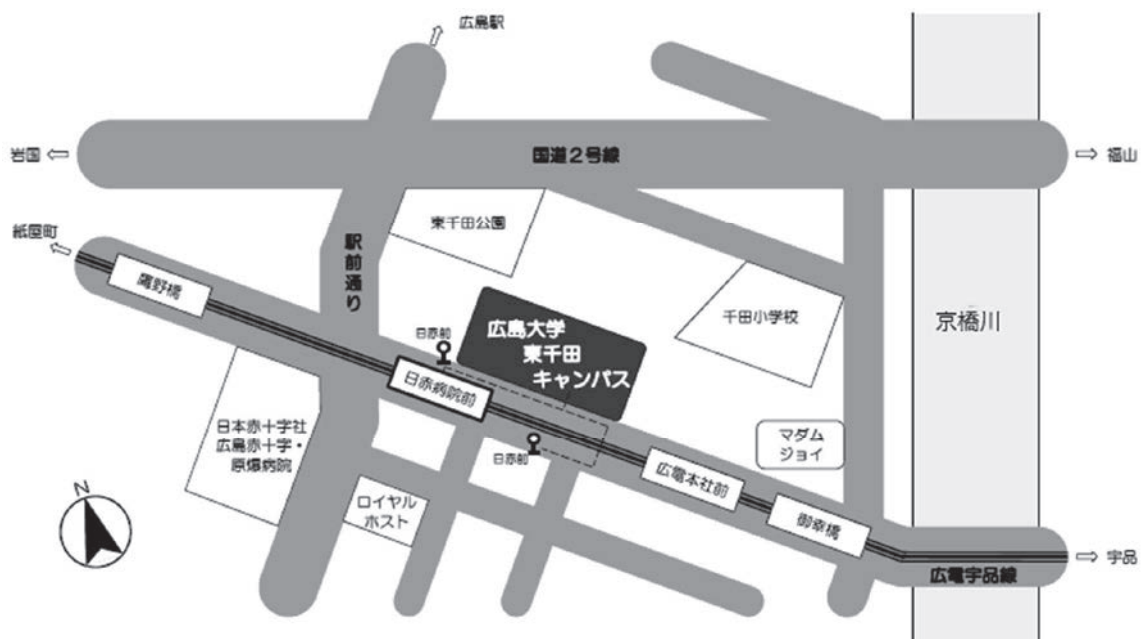 広島駅
岩国
国道2号線
福山
紙屋町
東千田公園
駅前通り
鷹野橋
千田小学校
京橋川
日赤前
広島大学
東千田
キャンパス
日赤病院前
日本赤十字社
広島赤十字・
原爆病院
日赤前
マダム
ジョイ
広電本社前
ロイヤル
ホスト
御幸橋
N
宇品
広電宇品線